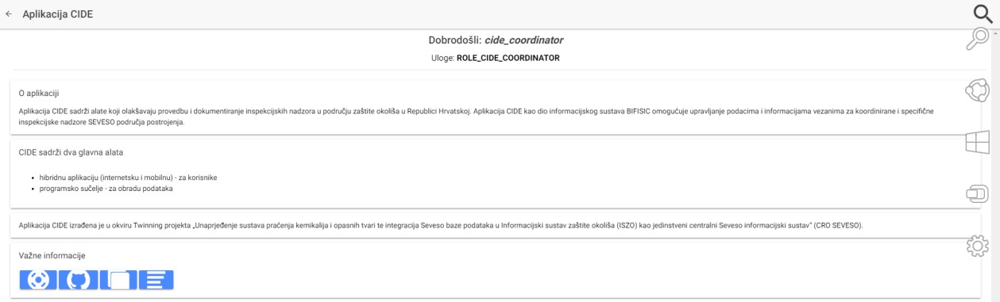 Aplikacija CIDE
Dobrodošli: cide_coordinator
Uloge: ROLE_CIDE_COORDINATOR
O aplikaciji
Aplikacija CIDE sadrži alate koji olakšavaju provedbu i dokumentiranje inspekcijskih nadzora u području zaštite okoliša u Republici Hrvatskoj. Aplikacija CIDE kao dio informacijskog sustava BIFISIC omogućuje upravljanje podacima i informacijama vezanima za koordinirane i specifične
inspekcijske nadzore SEVESO područja postrojenja.
CIDE sadrži dva glavna alata
• hibridnu aplikaciju (internetsku i mobilnu) - za korisnike
• programsko sučelje - za obradu podataka
Aplikacija CIDE izrađena je u okviru Twinning projekta „Unaprjeđenje sustava praćenja kemikalija i opasnih tvari te integracija Seveso baze podataka u Informacijski sustav zaštite okoliša (ISZO) kao jedinstveni centralni Seveso informacijski sustav“ (CRO SEVESO).
Važne informacije